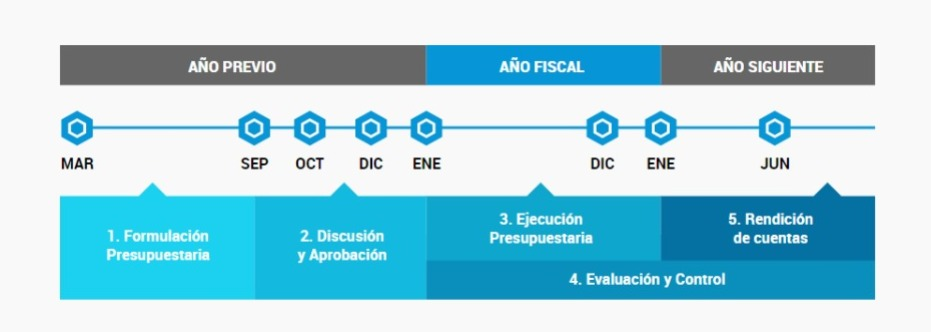 AÑO PREVIO
AÑO FISCAL
AÑO SIGUIENTE
MAR
SEP
OCT
DIC
ENE
DIC
ENE
JUN
1. Formulación
Presupuestaria
2. Discusión
y Aprobación
3. Ejecución
Presupuestaria
5. Rendición
de cuentas
4. Evaluación y Control